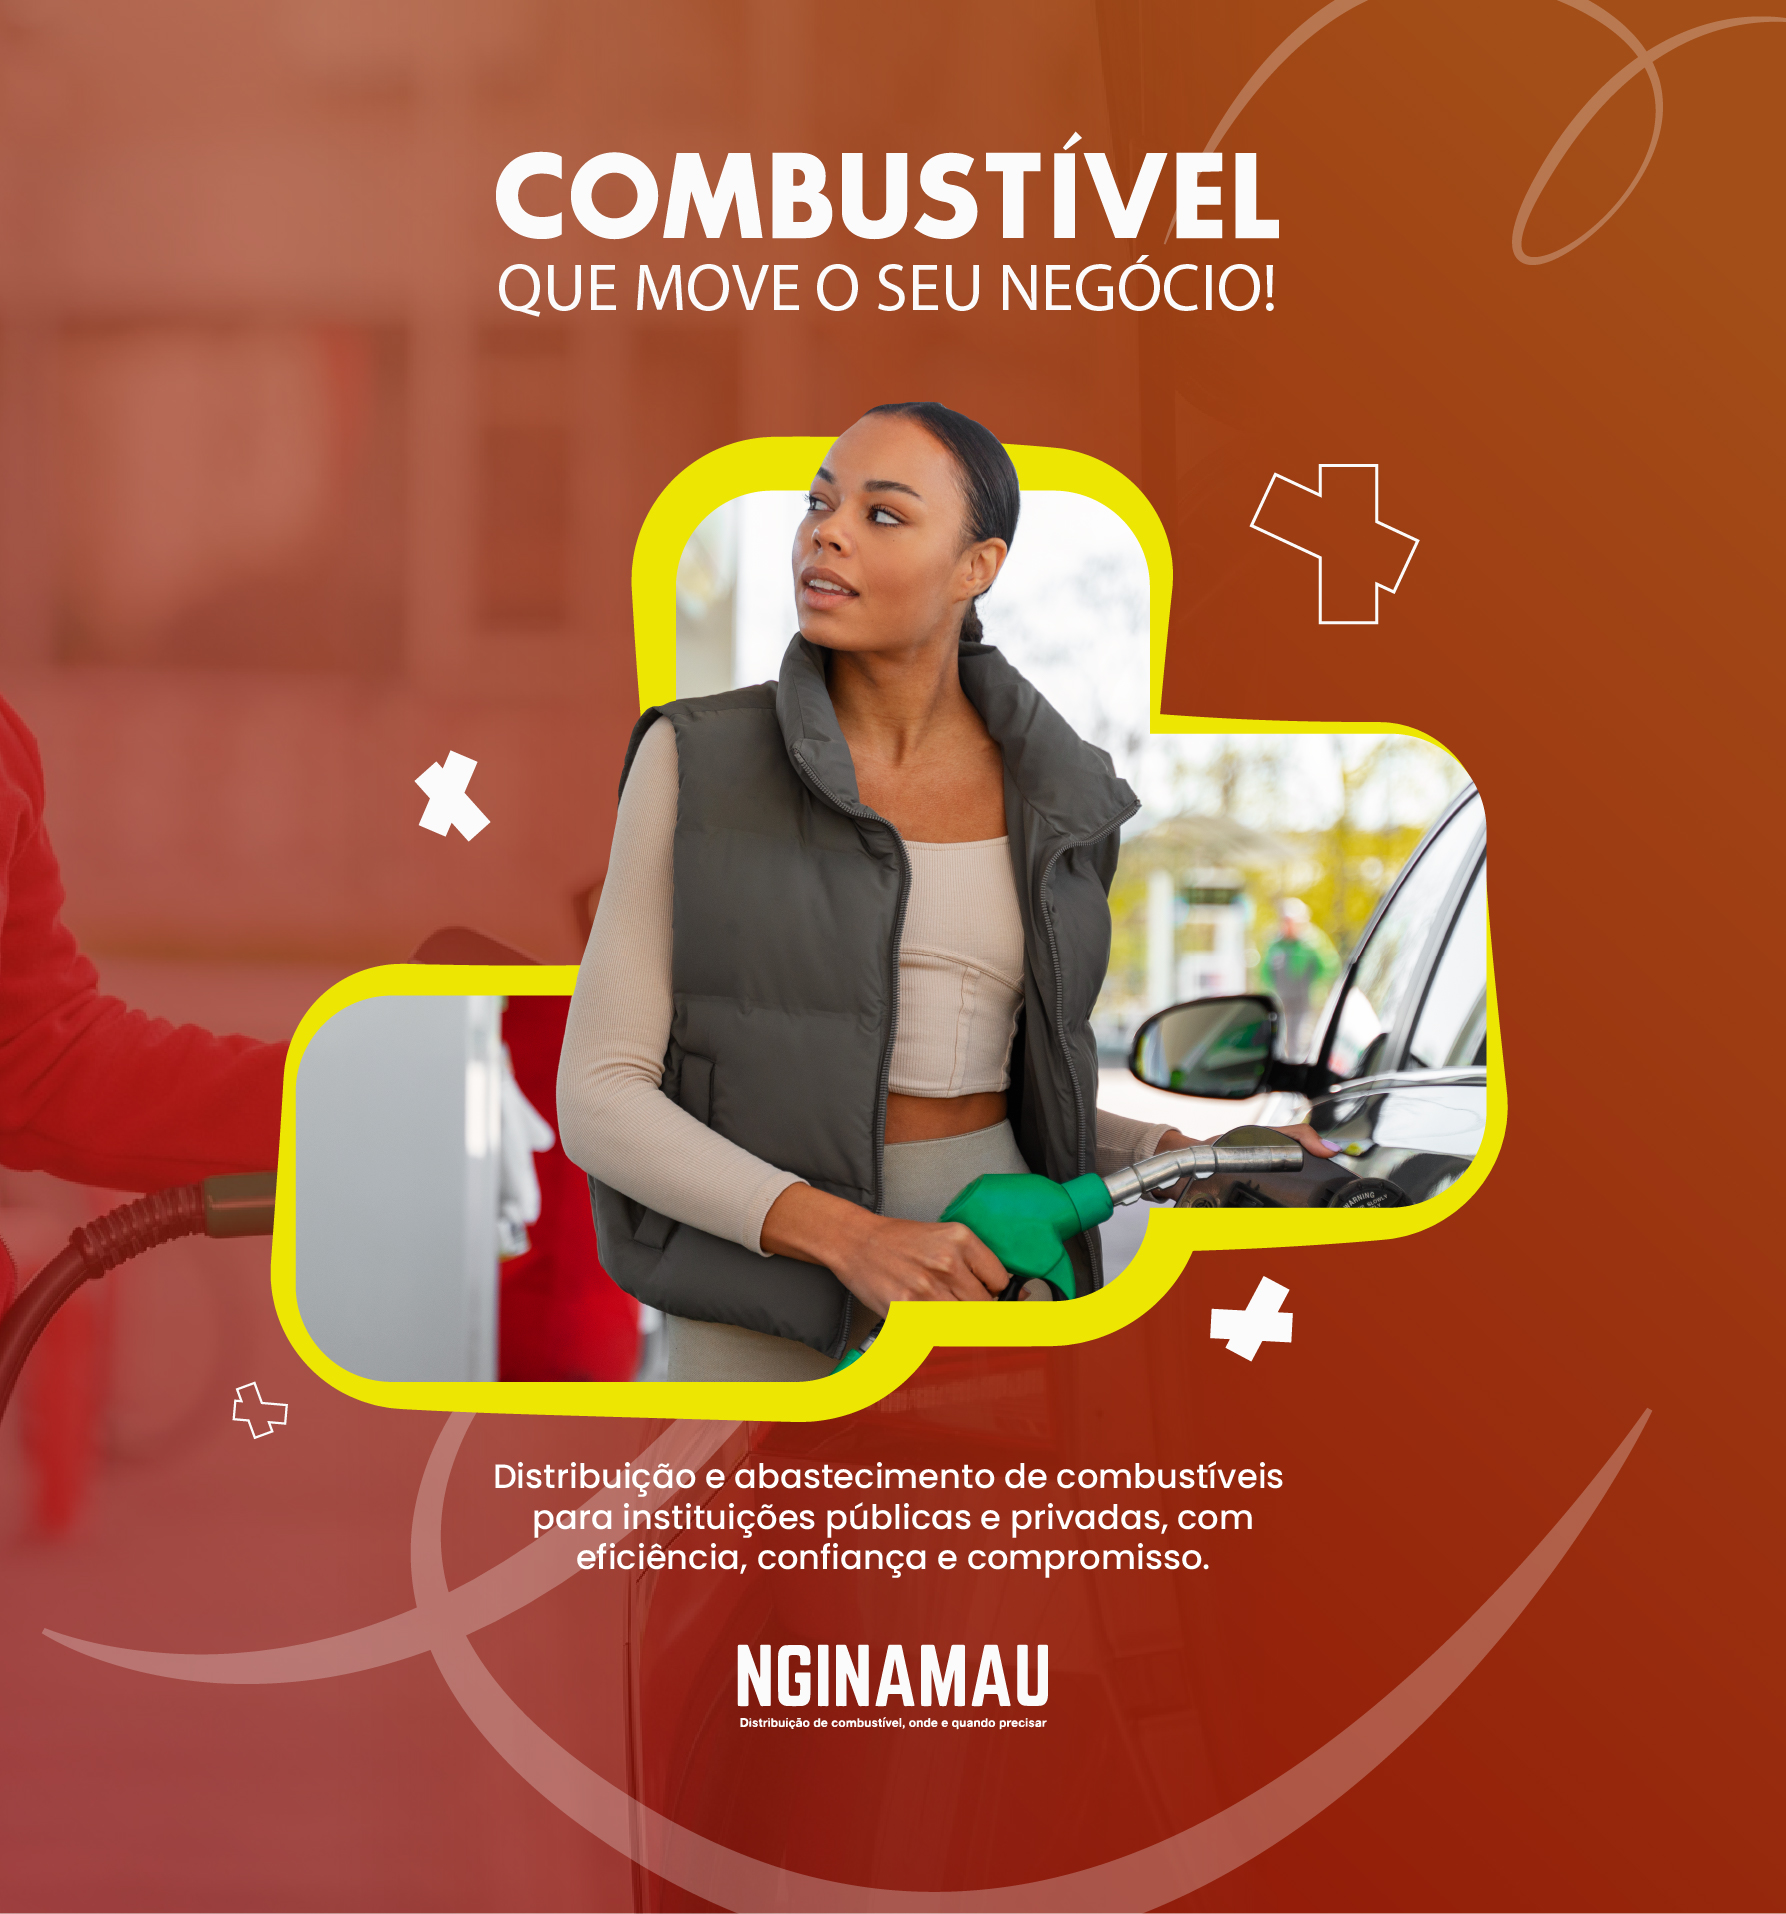 COMBUSTÍVEL
QUE MOVE O SEU NEGÓCIO!
WARNING
Distribuição e abastecimento de combustíveis
para instituições públicas e privadas, com
eficiência, confiança e compromisso.
NGINAMAU
Distribuição de combustível, onde e quando precisar